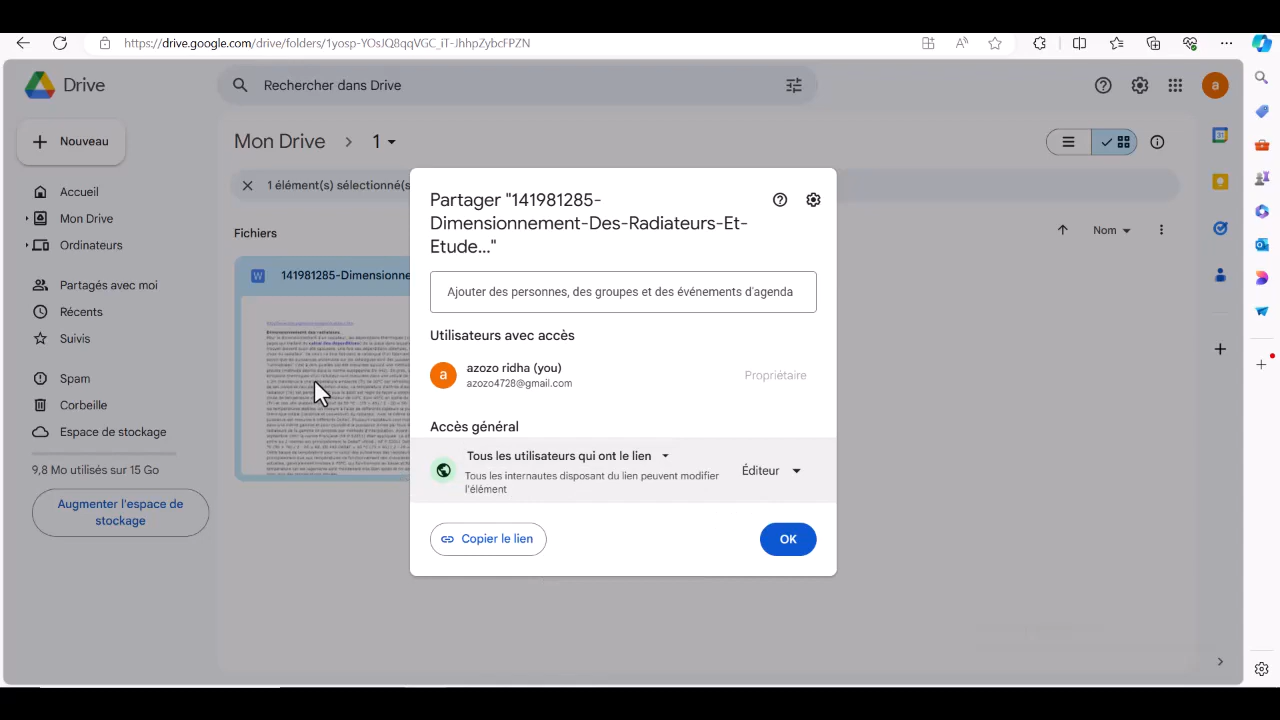 https://drive.google.com/drive/folders/1yosp-YOsJQ8qqVGC_iT-JhhpZybcFPZN
Drive
Rechercher dans Drive
a
Nouveau
Mon Drive
1
1 élément(s) sélectionné(s
Accueil
Mon Drive
Ordinateurs
Partagés avec moi
Récents
Suivis
Spam
Corbeille
Espace de stockage
9,8 Mo utilisés sur 15 Go
Augmenter l'espace de
stockage
Fichiers
Nom
W 141981285-Dimensionne
Partager "141981285-
Dimensionnement-Des-Radiateurs-Et-
Etude..."
Ajouter des personnes, des groupes et des événements d'agenda
Utilisateurs avec accès
a
azozo ridha (you)
azozo4728@gmail.com
Propriétaire
Accès général
Tous les utilisateurs qui ont le lien
Tous les internautes disposant du lien peuvent modifier
l'élément
Éditeur
Copier le lien
OK